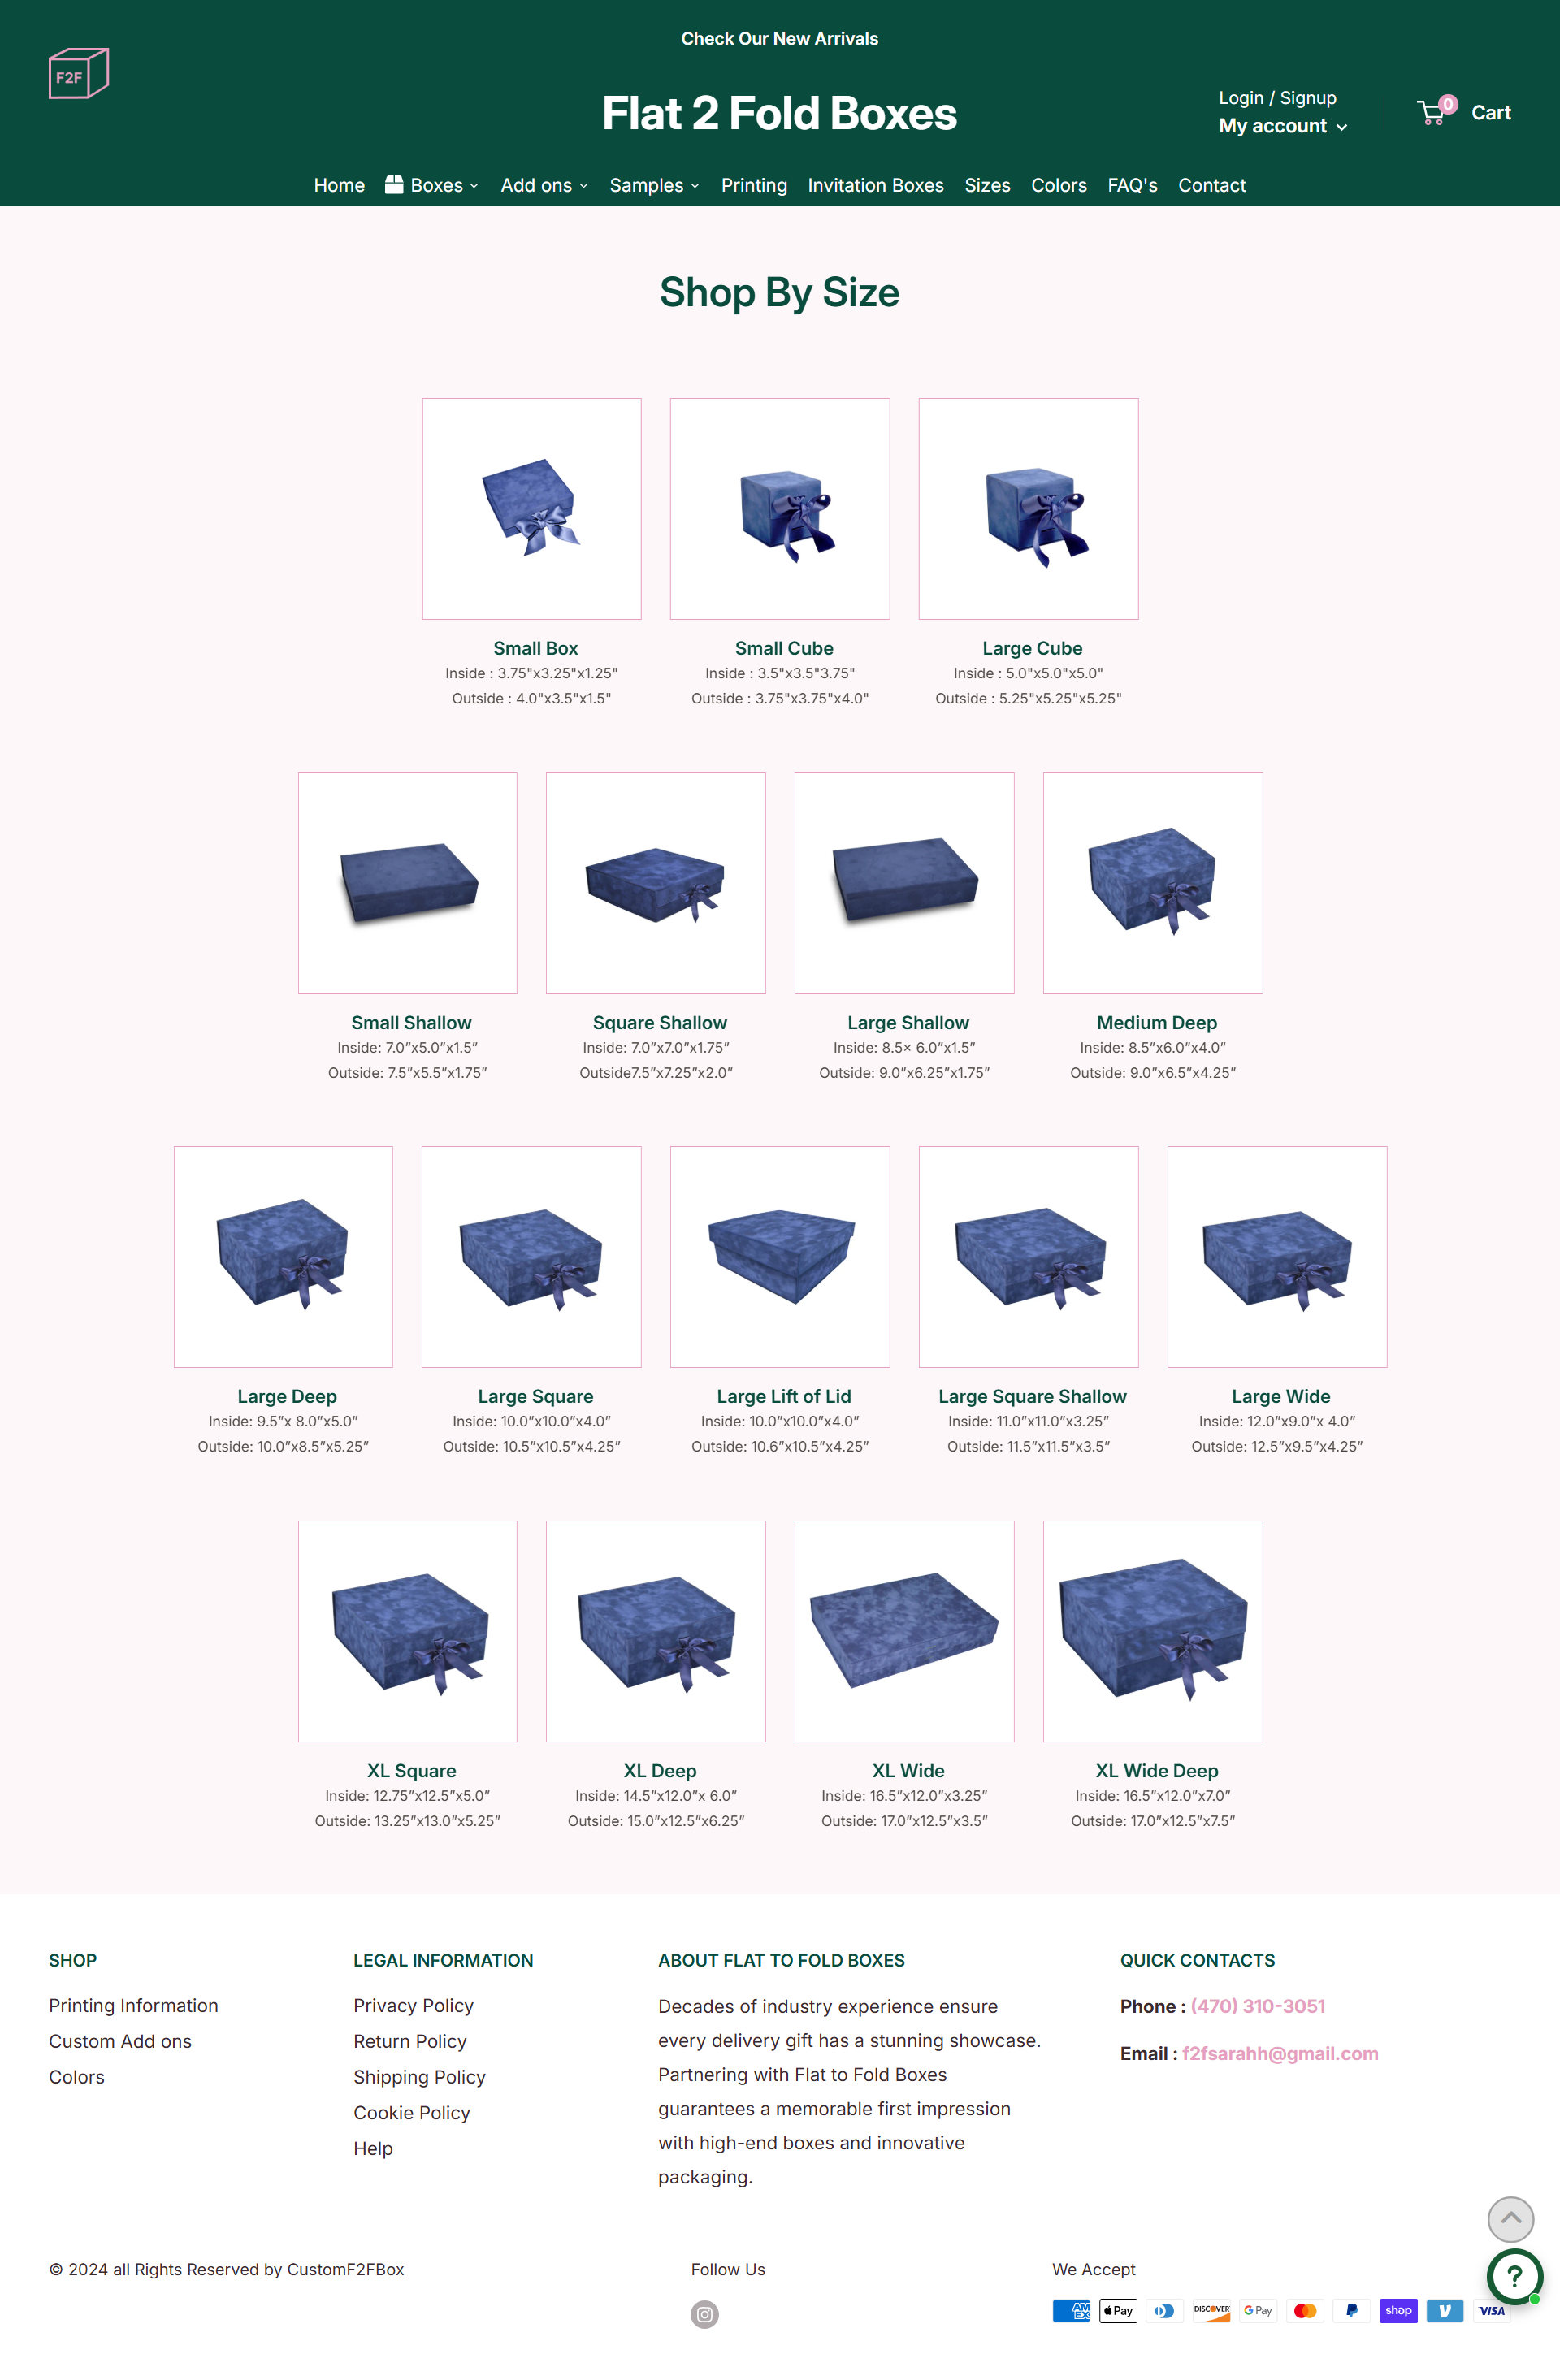 Check Our New Arrivals
F2F
Flat 2 Fold Boxes
Login / Signup
My account
0
Cart
Home Boxes Add ons Samples Printing Invitation Boxes Sizes Colors FAQ's Contact
Shop By Size
Small Box
Inside : 3.75"x3.25"x1.25"
Outside : 4.0"x3.5"x1.5"
Small Cube
Inside : 3.5"x3.5"3.75"
Outside : 3.75"x3.75"x4.0"
Large Cube
Inside : 5.0"x5.0"x5.0"
Outside : 5.25"x5.25"x5.25"
Small Shallow
Inside: 7.0”x5.0”x1.5”
Outside: 7.5”x5.5”x1.75”
Square Shallow
Inside: 7.0”x7.0”x1.75”
Outside7.5”x7.25”x2.0”
Large Shallow
Inside: 8.5× 6.0”x1.5”
Outside: 9.0”x6.25”x1.75”
Medium Deep
Inside: 8.5”x6.0”x4.0”
Outside: 9.0”x6.5”x4.25”
Large Deep
Inside: 9.5”x 8.0”x5.0”
Outside: 10.0”x8.5”x5.25”
Large Square
Inside: 10.0”x10.0”x4.0”
Outside: 10.5”x10.5”x4.25”
Large Lift of Lid
Inside: 10.0”x10.0”x4.0”
Outside: 10.6”x10.5”x4.25”
Large Square Shallow
Inside: 11.0”x11.0”x3.25”
Outside: 11.5”x11.5”x3.5”
Large Wide
Inside: 12.0”x9.0”x 4.0”
Outside: 12.5”x9.5”x4.25”
XL Square
Inside: 12.75”x12.5”x5.0”
Outside: 13.25”x13.0”x5.25”
XL Deep
Inside: 14.5”x12.0”x 6.0”
Outside: 15.0”x12.5”x6.25”
XL Wide
Inside: 16.5”x12.0”x3.25”
Outside: 17.0”x12.5”x3.5”
XL Wide Deep
Inside: 16.5”x12.0”x7.0”
Outside: 17.0”x12.5”x7.5”
SHOP
Printing Information
Custom Add ons
Colors
LEGAL INFORMATION
Privacy Policy
Return Policy
Shipping Policy
Cookie Policy
Help
ABOUT FLAT TO FOLD BOXES
Decades of industry experience ensure
every delivery gift has a stunning showcase.
Partnering with Flat to Fold Boxes
guarantees a memorable first impression
with high-end boxes and innovative
packaging.
QUICK CONTACTS
Phone : (470) 310-3051
Email : f2fsarahh@gmail.com
© 2024 all Rights Reserved by CustomF2FBox
Follow Us
We Accept
AM EX Pay DISCOVER G Pay shop VISA
?